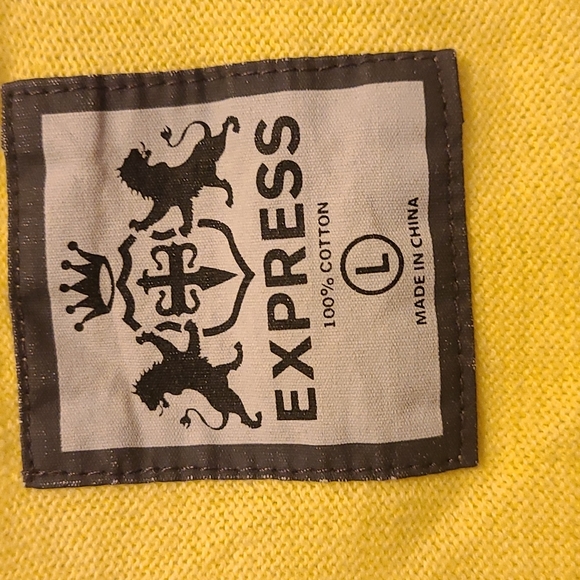 EXPRESS
100% COTTON
L
MADE IN CHINA